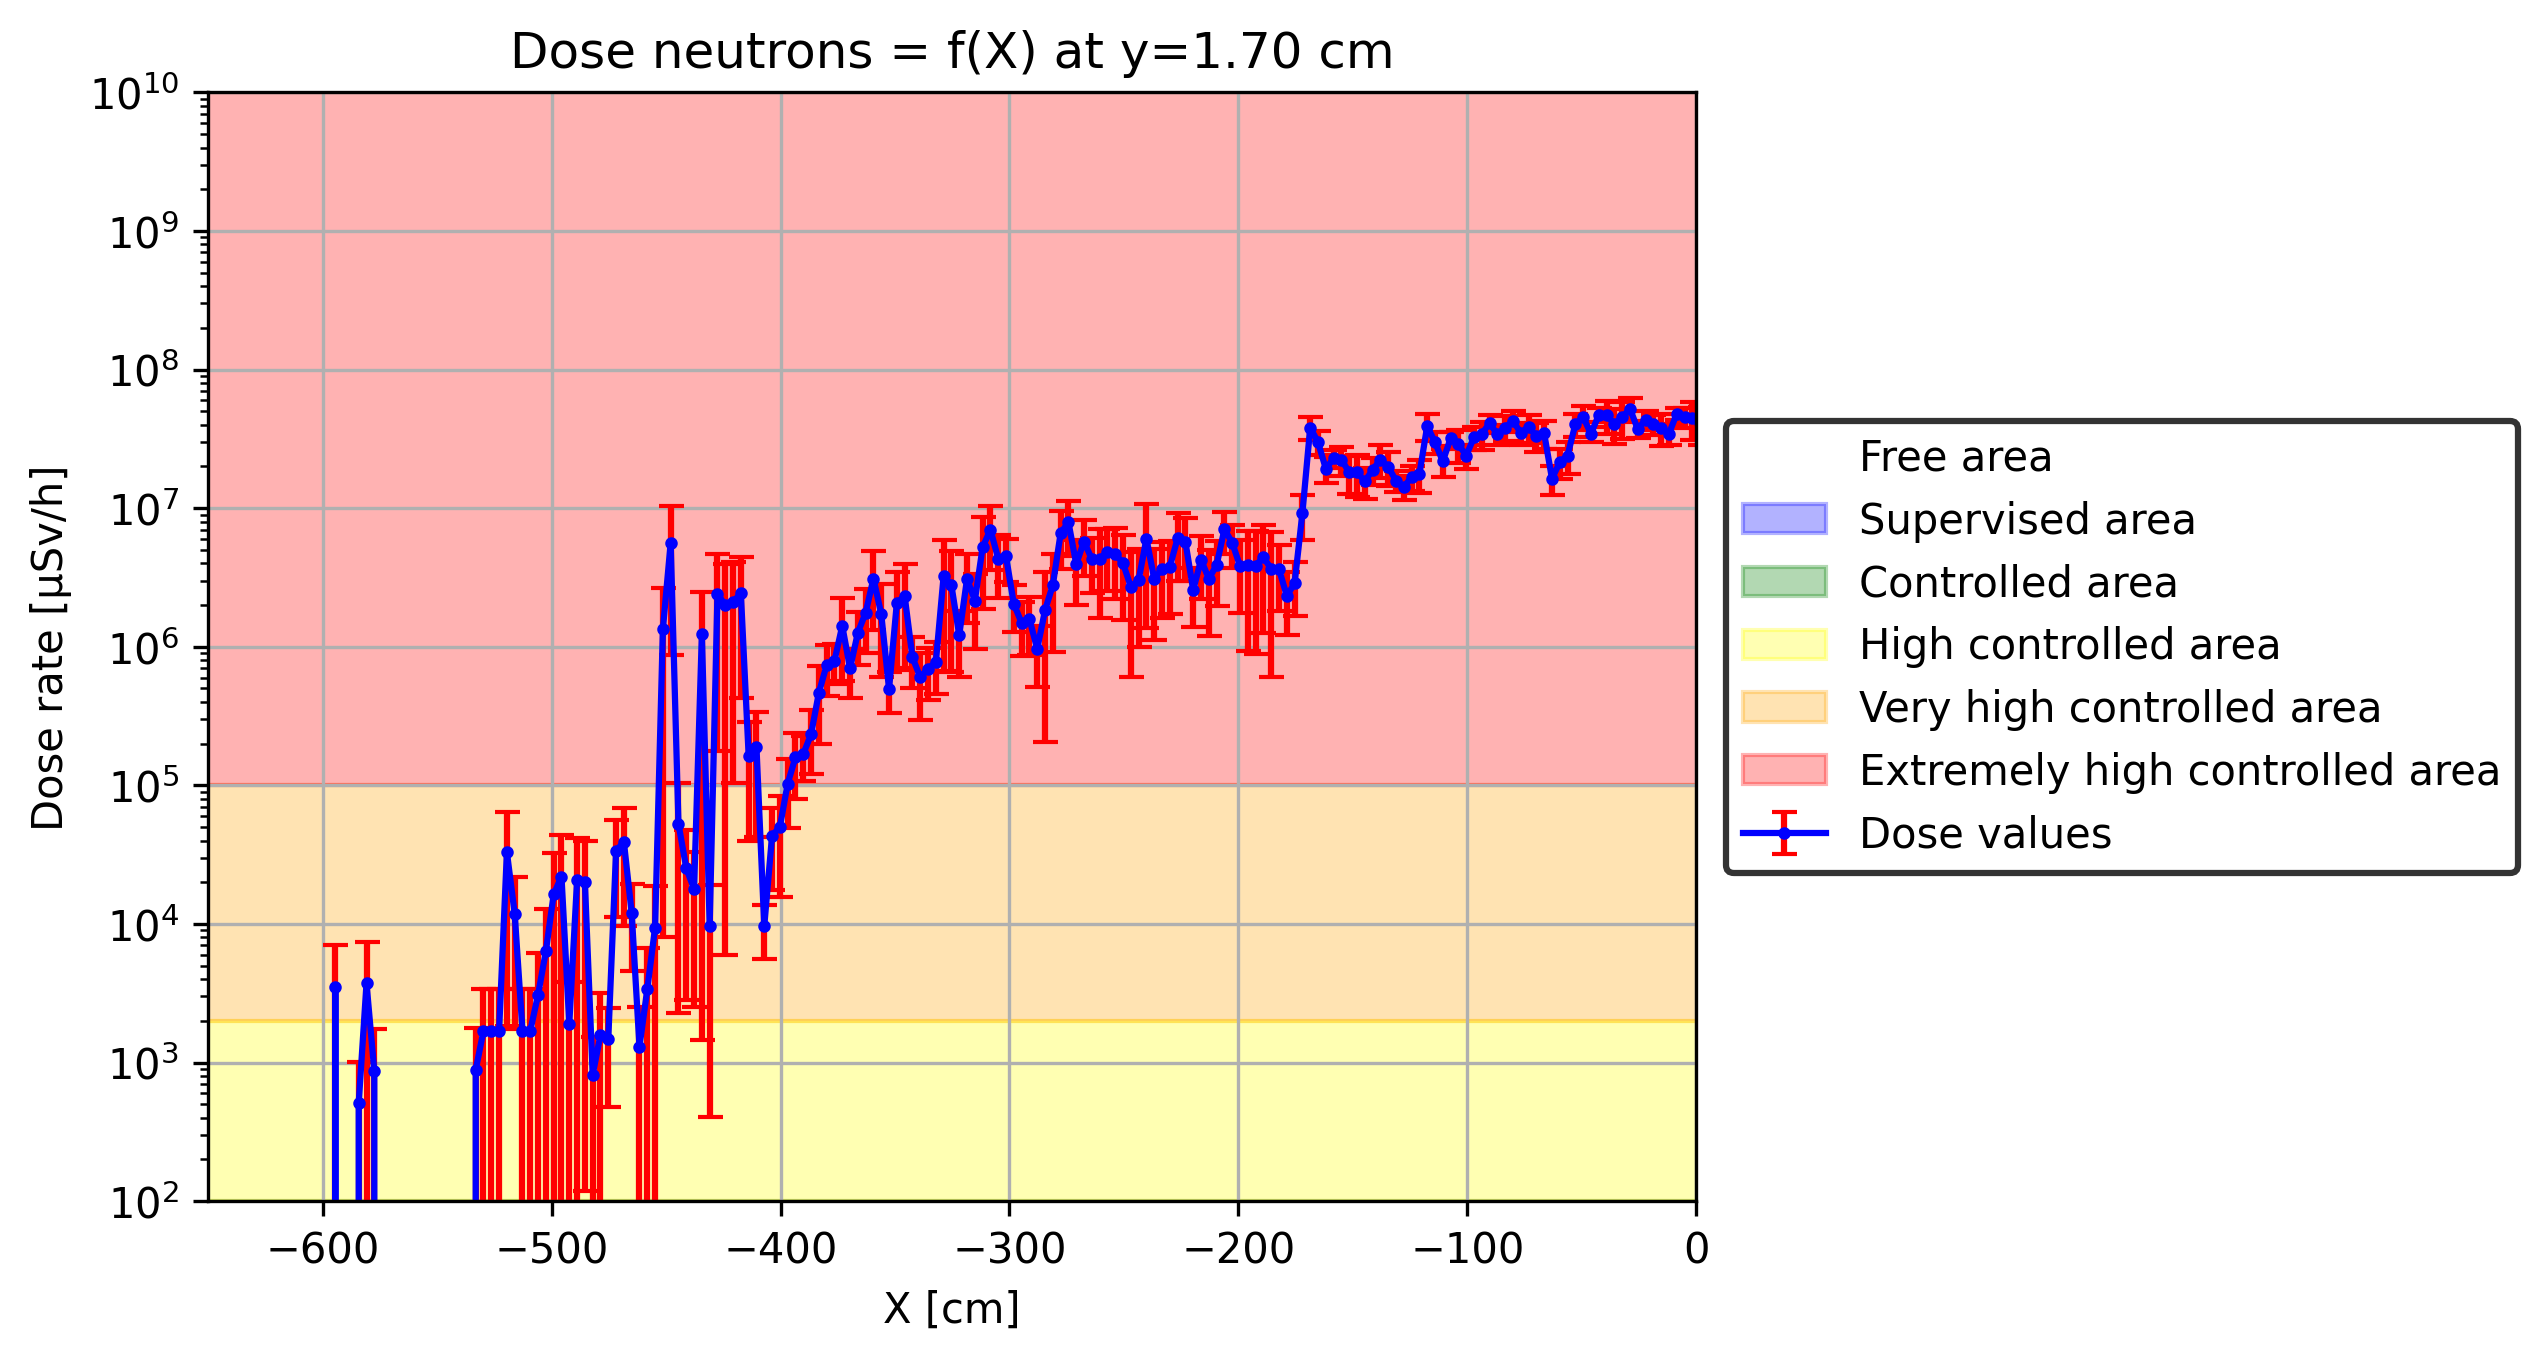 Dose neutrons = f(X) at y=1.70 cm
Dose rate [µSv/h]
10¹⁰
10⁹
10⁸
10⁷
10⁶
10⁵
10⁴
10³
10²
−600 −500 −400 −300 −200 −100 0
X [cm]
Free area
Supervised area
Controlled area
High controlled area
Very high controlled area
Extremely high controlled area
Dose values